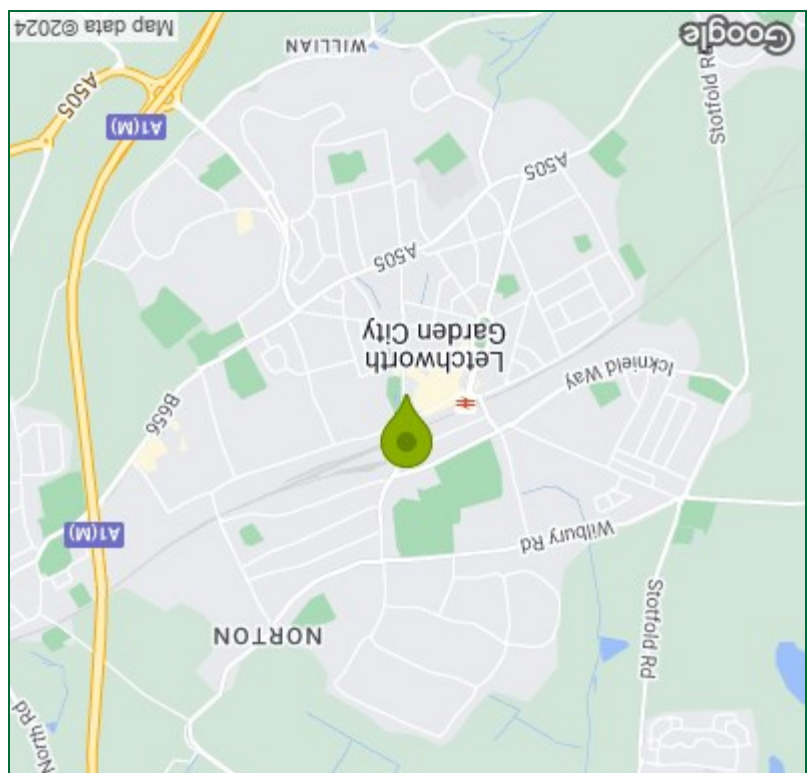 North Rd
Stotfold Rd
NORTON
A1(M)
Wilbury Rd
B656
Icknield Way
Letchworth
Garden City
A505
A505
A1(M)
A505
Stotfold Rd
WILLIAN
Google
Map data ©2024